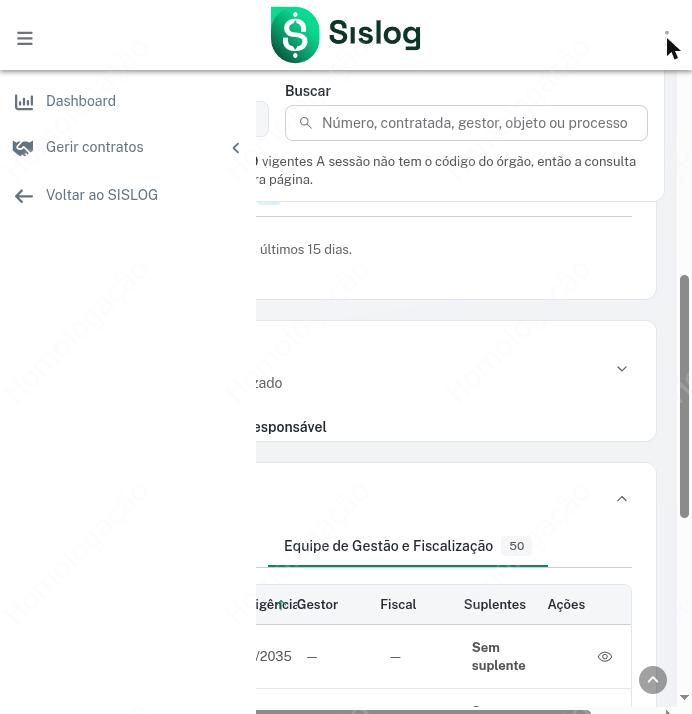 Sislog
Dashboard
Gerir contratos
Voltar ao SISLOG
Buscar
Número, contratada, gestor, objeto ou processo
vigentes A sessão não tem o código do órgão, então a consulta
ra página.
últimos 15 dias.
zado
esponsável
Equipe de Gestão e Fiscalização 50
igência Gestor Fiscal Suplentes Ações
/2035 — — Sem
suplente
Homologação